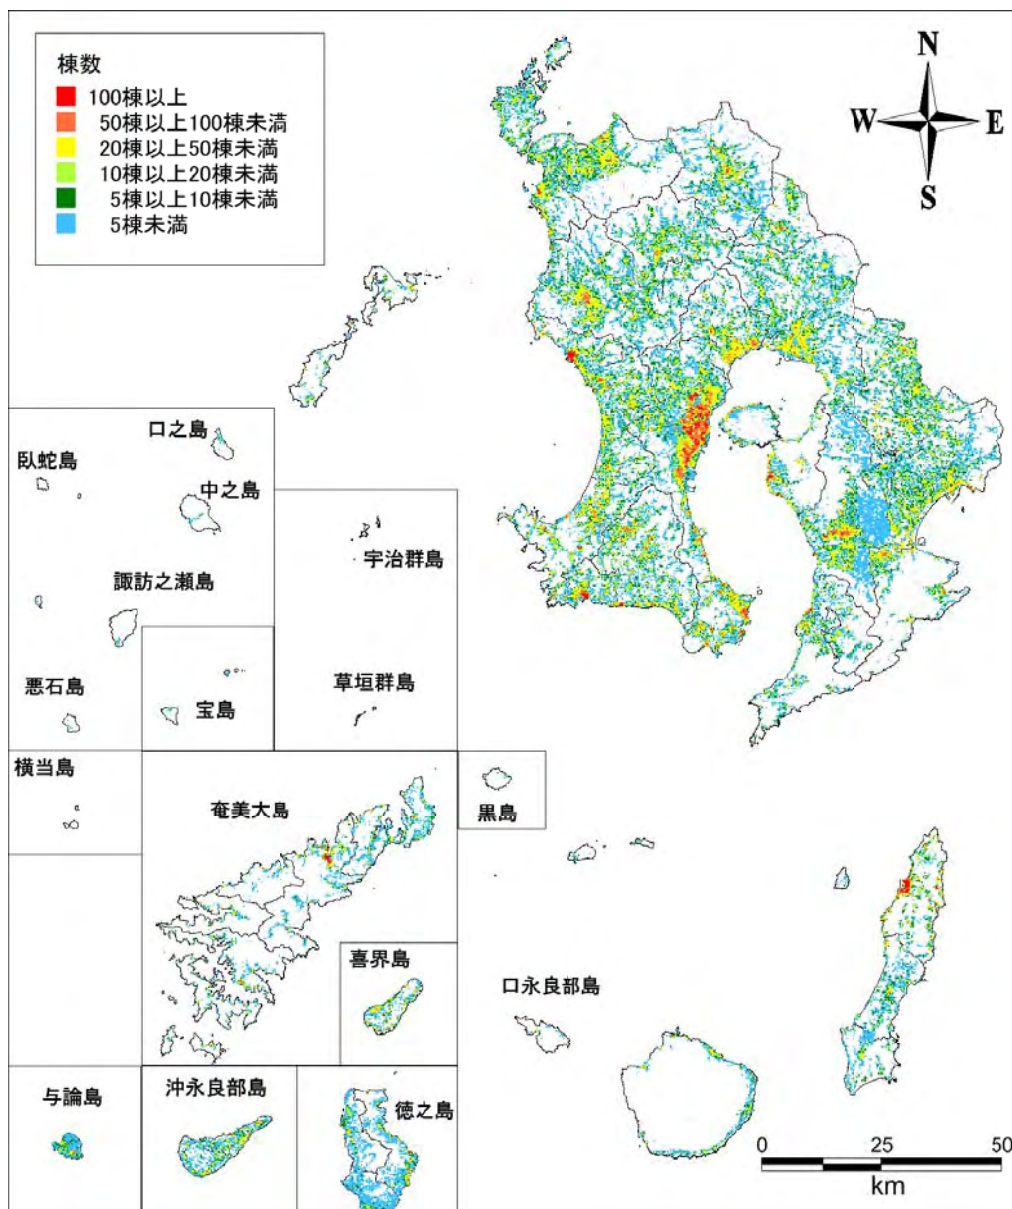 棟数
100棟以上
50棟以上100棟未満
20棟以上50棟未満
10棟以上20棟未満
5棟以上10棟未満
5棟未満
N
W
E
S
口之島
臥蛇島
中之島
宇治群島
諏訪之瀬島
悪石島
宝島
草垣群島
横当島
奄美大島
黒島
喜界島
口永良部島
与論島
沖永良部島
徳之島
0
25
50
km